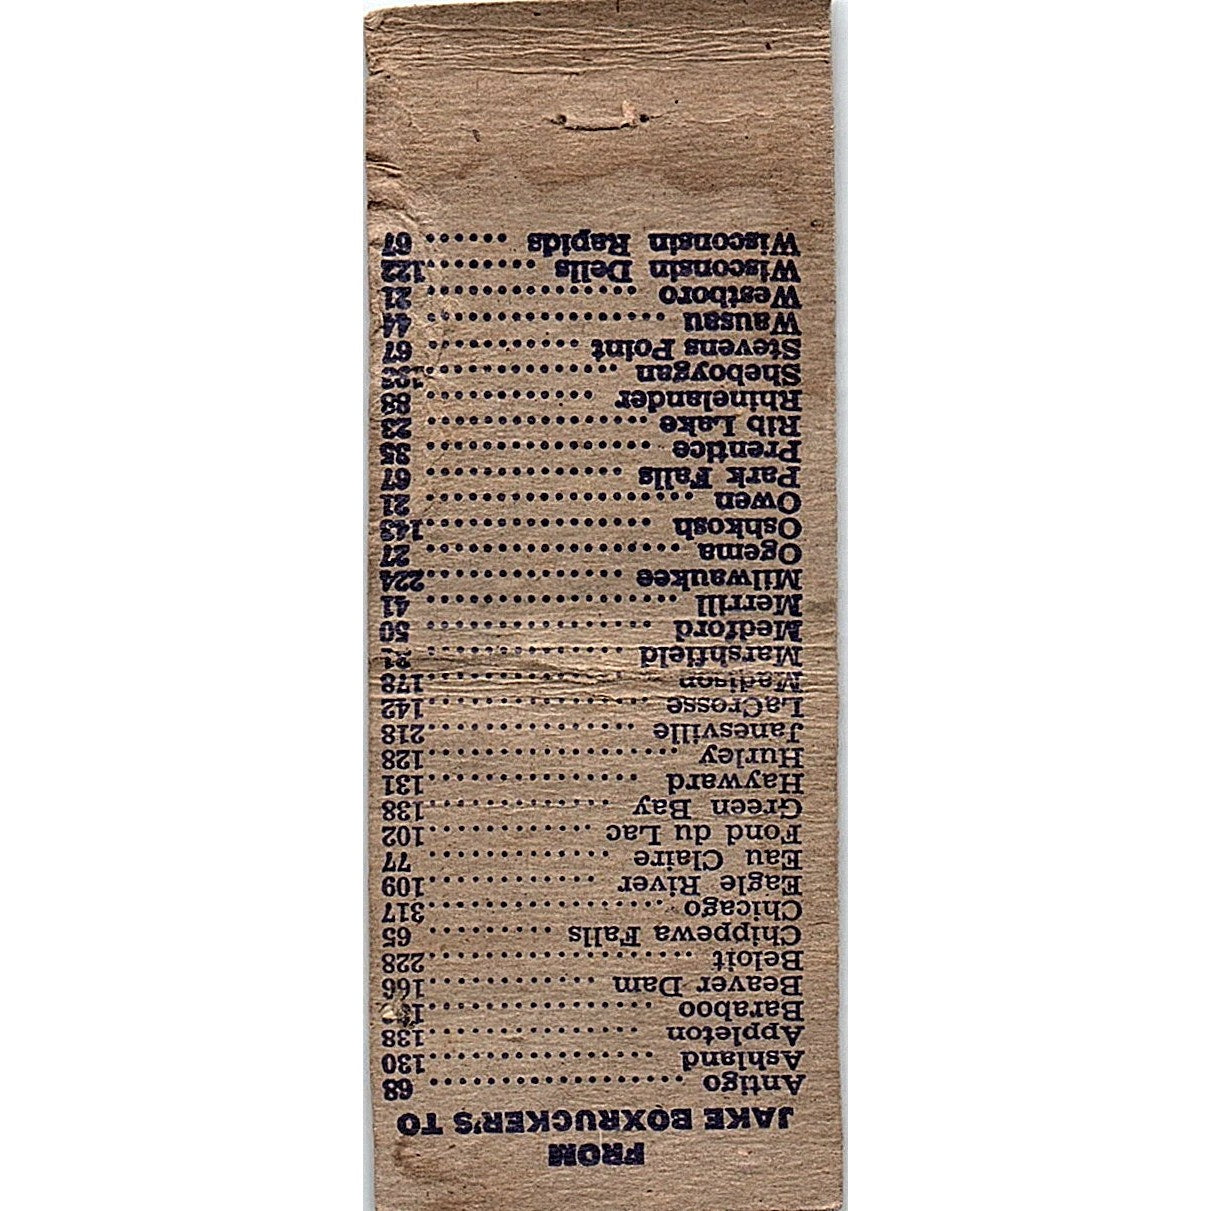 FROM
JAKE BOXRUCKER'S TO
Antigo .................. 68
Ashland ................ 130
Appleton ............... 138
Baraboo ................
Beaver Dam ............ 166
Beloit .................. 228
Chippewa Falls ......... 65
Chicago ................ 317
Eagle River ............ 109
Eau Claire ............. 77
Fond du Lac ............ 102
Green Bay ............. 138
Hayward ............... 131
Hurley ................. 128
Janesville .............. 218
LaCrosse ............... 142
Madison ............... 178
Marshfield ..............
Medford ................ 50
Merrill .................. 41
Milwaukee .............. 224
Ogema .................. 27
Oshkosh ................ 143
Owen ................... 21
Park Falls .............. 67
Prentice ................ 35
Rib Lake ............... 23
Rhinelander ............ 83
Sheboygan .............
Stevens Point .......... 67
Wausau ................. 44
Westboro ............... 21
Wisconsin Dells ........ 122
Wisconsin Rapids ...... 67